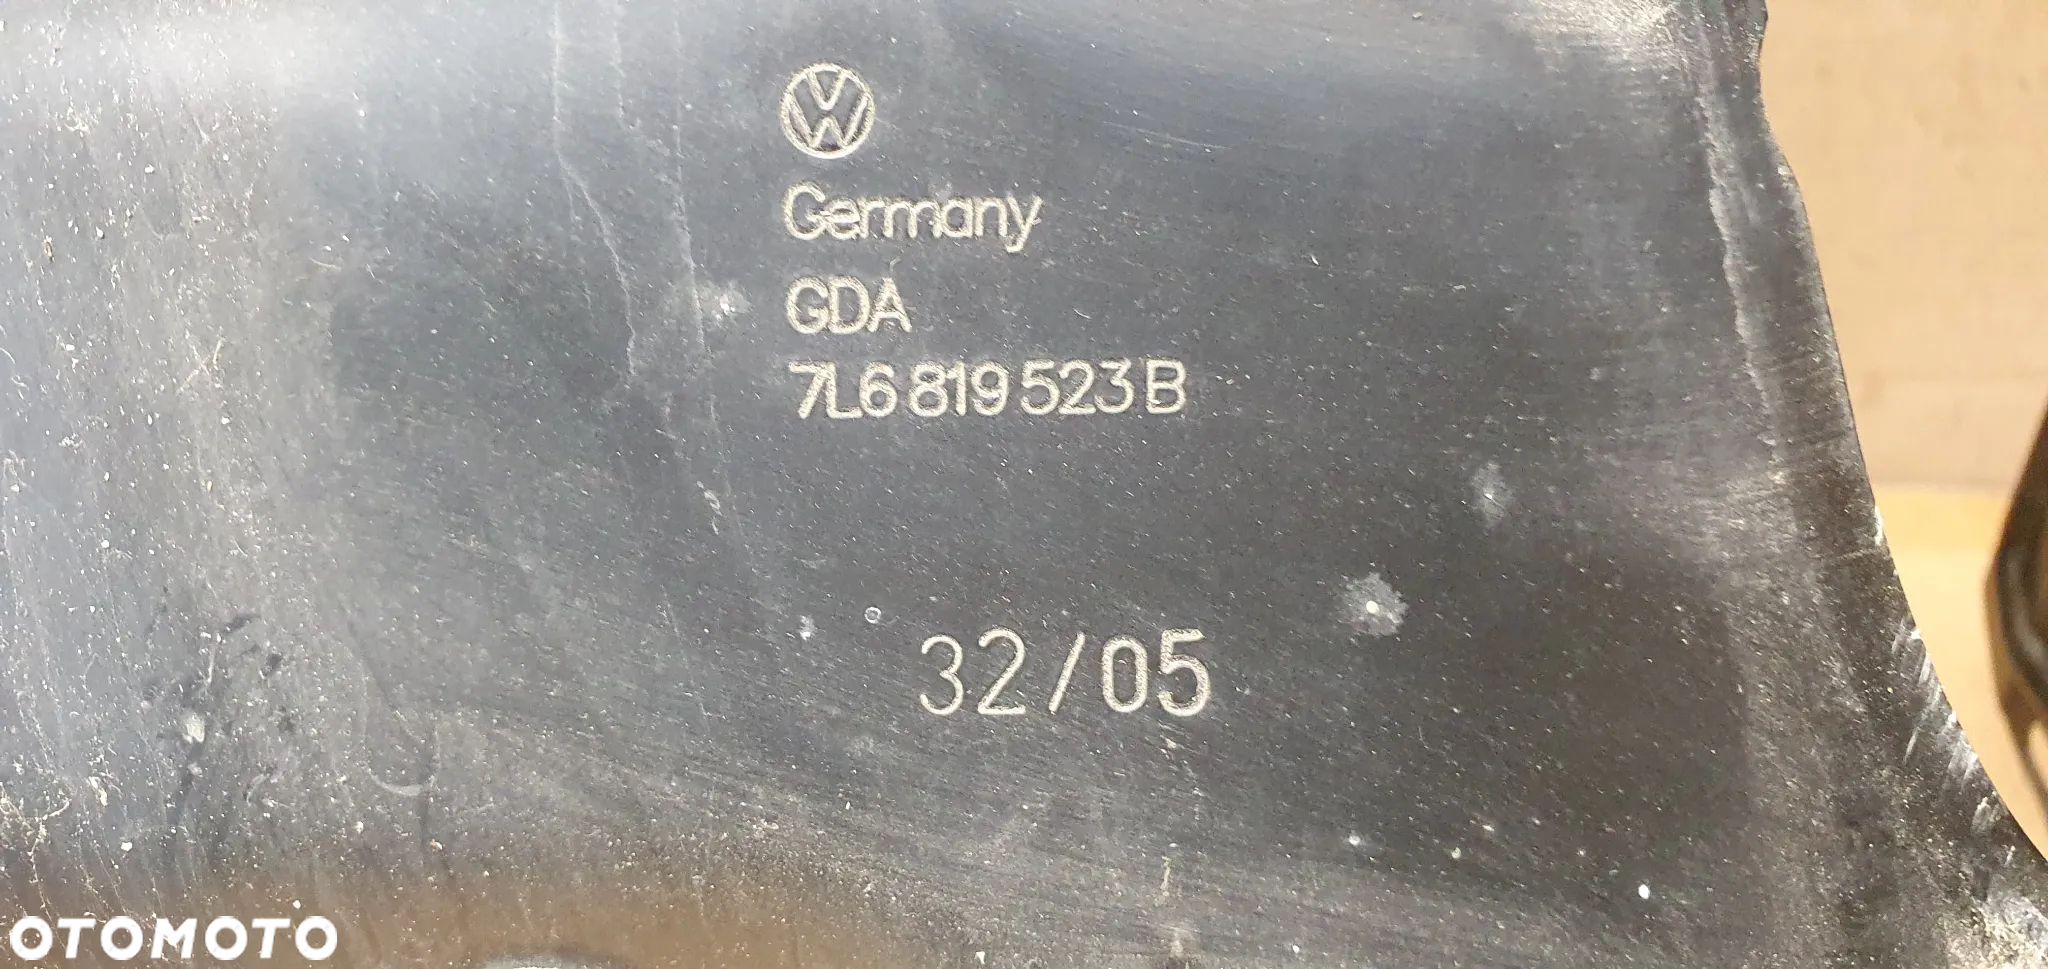 Germany
GDA
7L6 819 523 B
32/05
OTOMOTO